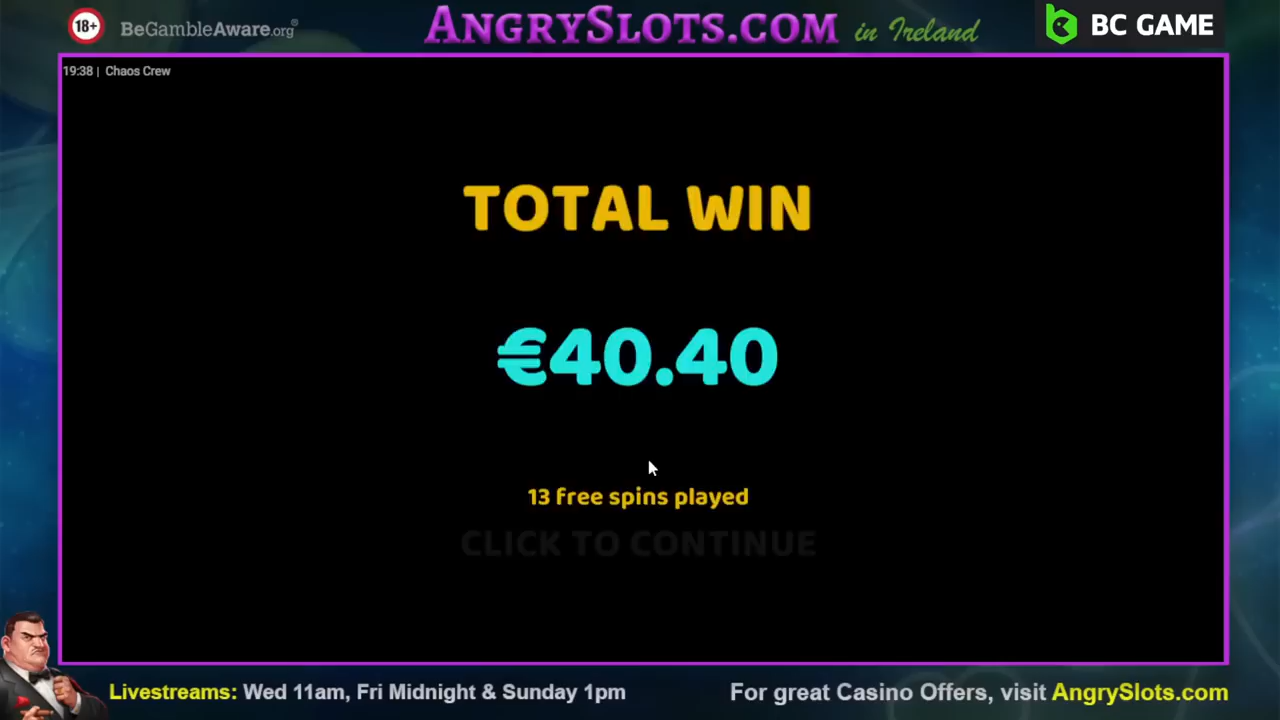 18+ BeGambleAware.org® ANGRYSLOTS.COM in Ireland BC GAME
19:38 | Chaos Crew
TOTAL WIN
€40.40
13 free spins played
CLICK TO CONTINUE
Livestreams: Wed 11am, Fri Midnight & Sunday 1pm For great Casino Offers, visit AngrySlots.com